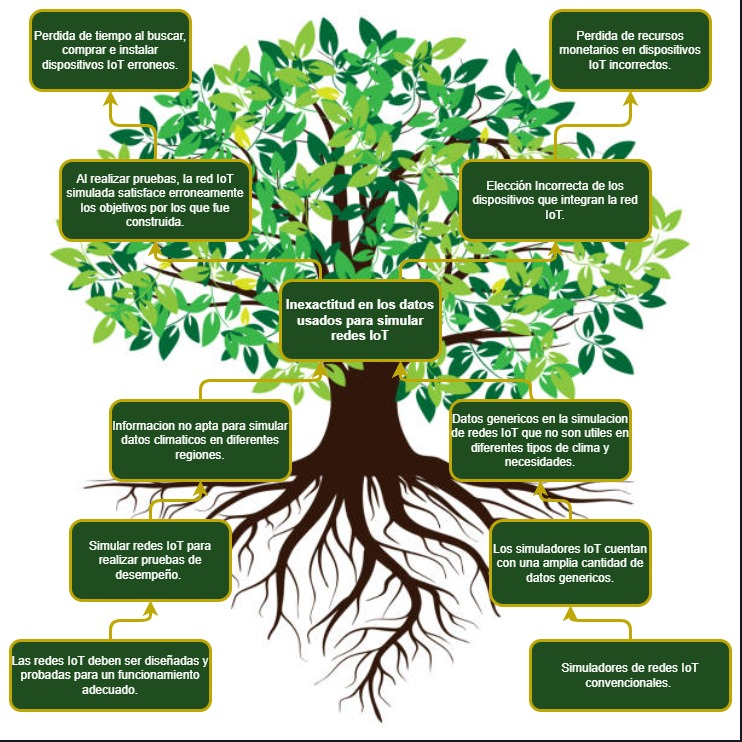 Perdida de tiempo al buscar,
comprar e instalar
dispositivos IoT erroneos.
Perdida de recursos
monetarios en dispositivos
IoT incorrectos.
Al realizar pruebas, la red IoT
simulada satisface erroneamente
los objetivos por los que fue
construida.
Elección Incorrecta de los
dispositivos que integran la red
IoT.
Inexactitud en los datos
usados para simular
redes IoT
Informacion no apta para simular
datos climaticos en diferentes
regiones.
Datos genericos en la simulacion
de redes IoT que no son utiles en
diferentes tipos de clima y
necesidades.
Simular redes IoT para
realizar pruebas de
desempeño.
Los simuladores IoT cuentan
con una amplia cantidad de
datos genericos.
Las redes IoT deben ser diseñadas y
probadas para un funcionamiento
adecuado.
Simuladores de redes IoT
convencionales.